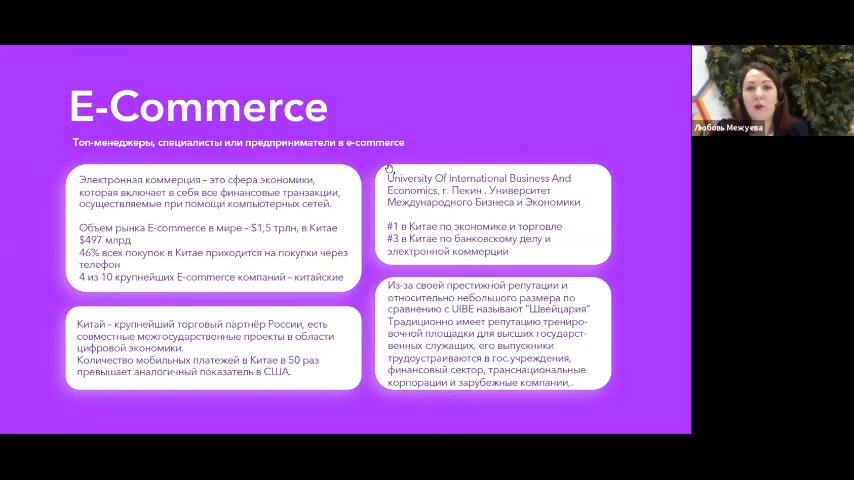 E-Commerce
Топ-менеджеры, специалисты или предприниматели в e-commerce
Электронная коммерция – это сфера экономики,
которая включает в себя все финансовые транзакции,
осуществляемые при помощи компьютерных сетей.
Объем рынка E-commerce в мире – $1,5 трлн, в Китае
$497 млрд
46% всех покупок в Китае приходится на покупки через
телефон
4 из 10 крупнейших E-commerce компаний – китайские
Китай – крупнейший торговый партнёр России, есть
совместные межгосударственные проекты в области
цифровой экономики.
Количество мобильных платежей в Китае в 50 раз
превышает аналогичный показатель в США.
University Of International Business And
Economics, г. Пекин . Университет
Международного Бизнеса и Экономики
#1 в Китае по экономике и торговле
#3 в Китае по банковскому делу и
электронной коммерции
Из-за своей престижной репутации и
относительно небольшого размера по
сравнению с UIBE называют "Швейцария"
Традиционно имеет репутацию трениро-
вочной площадки для высших государст-
венных служащих, его выпускники
трудоустраиваются в гос.учреждения,
финансовый сектор, транснациональные
корпорации и зарубежные компании,.
Любовь Межуева